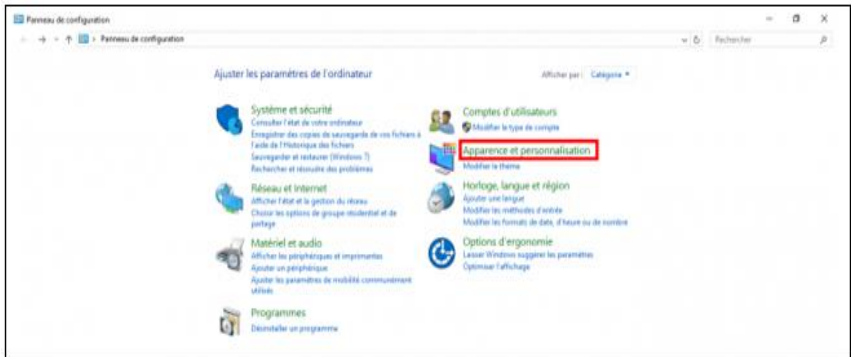 Panneau de configuration
Panneau de configuration
Rechercher
Ajuster les paramètres de l'ordinateur
Afficher par : Catégorie
Système et sécurité
Consulter l'état de votre ordinateur
Enregistrer des copies de sauvegarde de vos fichiers à
l'aide de l'Historique des fichiers
Sauvegarder et restaurer (Windows 7)
Rechercher et résoudre des problèmes
Réseau et Internet
Afficher l'état et la gestion du réseau
Choisir les options de groupe résidentiel et de
partage
Matériel et audio
Afficher les périphériques et imprimantes
Ajouter un périphérique
Ajuster les paramètres de mobilité communément
utilisés
Programmes
Désinstaller un programme
Comptes d'utilisateurs
Modifier le type de compte
Apparence et personnalisation
Modifier le thème
Horloge, langue et région
Ajouter une langue
Modifier les méthodes d'entrée
Modifier les formats de date, d'heure ou de nombre
Options d'ergonomie
Laisser Windows suggérer les paramètres
Optimiser l'affichage